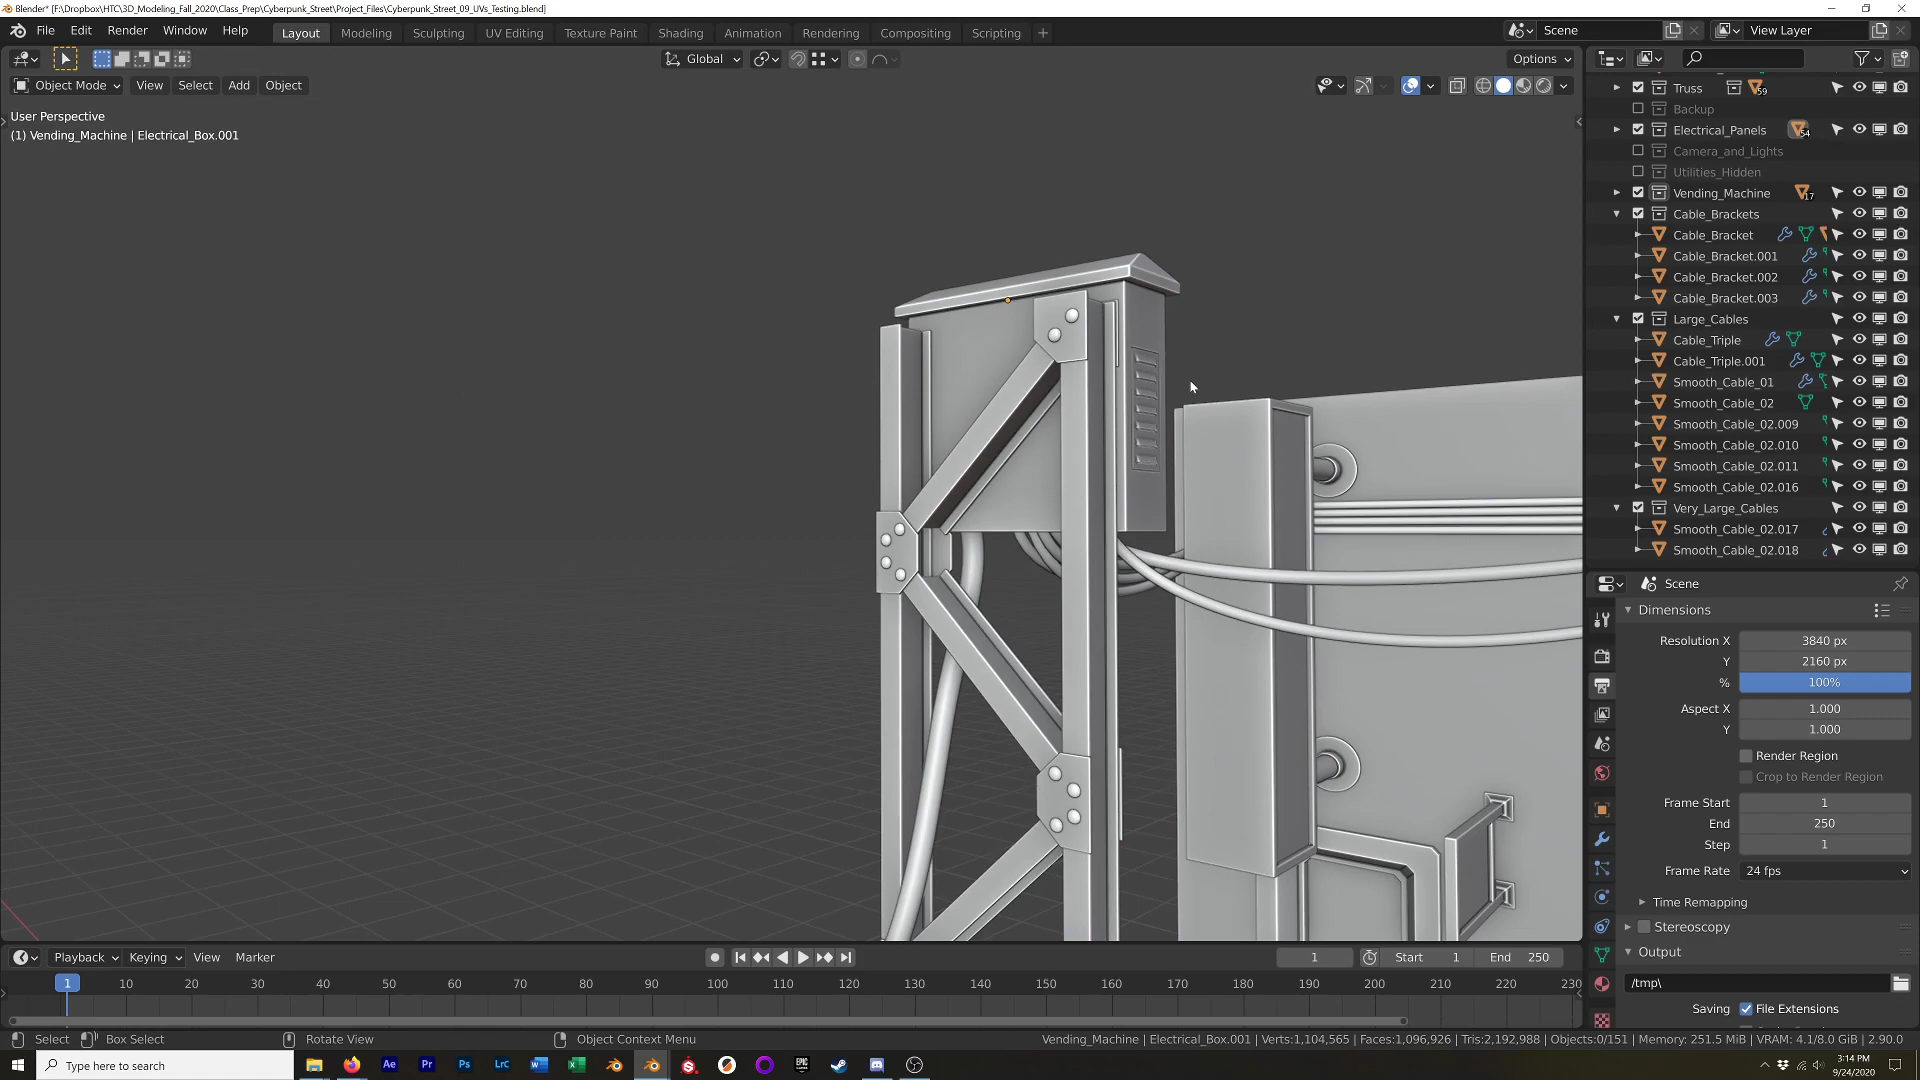 Blender* [F:\Dropbox\HTC\3D_Modeling_Fall_2020\Class_Prep\Cyberpunk_Street\Project_Files\Cyberpunk_Street_09_UVs_Testing.blend]
File Edit Render Window Help
Layout Modeling Sculpting UV Editing Texture Paint Shading Animation Rendering Compositing Scripting +
Scene
View Layer
Global
Options
Object Mode View Select Add Object
User Perspective
(1) Vending_Machine | Electrical_Box.001
Truss 59
Backup
Electrical_Panels 54
Camera_and_Lights
Utilities_Hidden
Vending_Machine 17
Cable_Brackets
Cable_Bracket
Cable_Bracket.001
Cable_Bracket.002
Cable_Bracket.003
Large_Cables
Cable_Triple
Cable_Triple.001
Smooth_Cable_01
Smooth_Cable_02
Smooth_Cable_02.009
Smooth_Cable_02.010
Smooth_Cable_02.011
Smooth_Cable_02.016
Very_Large_Cables
Smooth_Cable_02.017
Smooth_Cable_02.018
Scene
Dimensions
Resolution X 3840 px
Y 2160 px
% 100%
Aspect X 1.000
Y 1.000
Render Region
Crop to Render Region
Frame Start 1
End 250
Step 1
Frame Rate 24 fps
Time Remapping
Stereoscopy
Output
/tmp\
Saving File Extensions
Playback Keying View Marker
1 Start 1 End 250
1 10 20 30 40 50 60 70 80 90 100 110 120 130 140 150 160 170 180 190 200 210 220 230
Select Box Select Rotate View Object Context Menu
Vending_Machine | Electrical_Box.001 | Verts:1,104,565 | Faces:1,096,926 | Tris:2,192,988 | Objects:0/151 | Memory: 251.5 MiB | VRAM: 4.1/8.0 GiB | 2.90.0
Type here to search
Ae Pr Ps Lrc
3:14 PM
9/24/2020